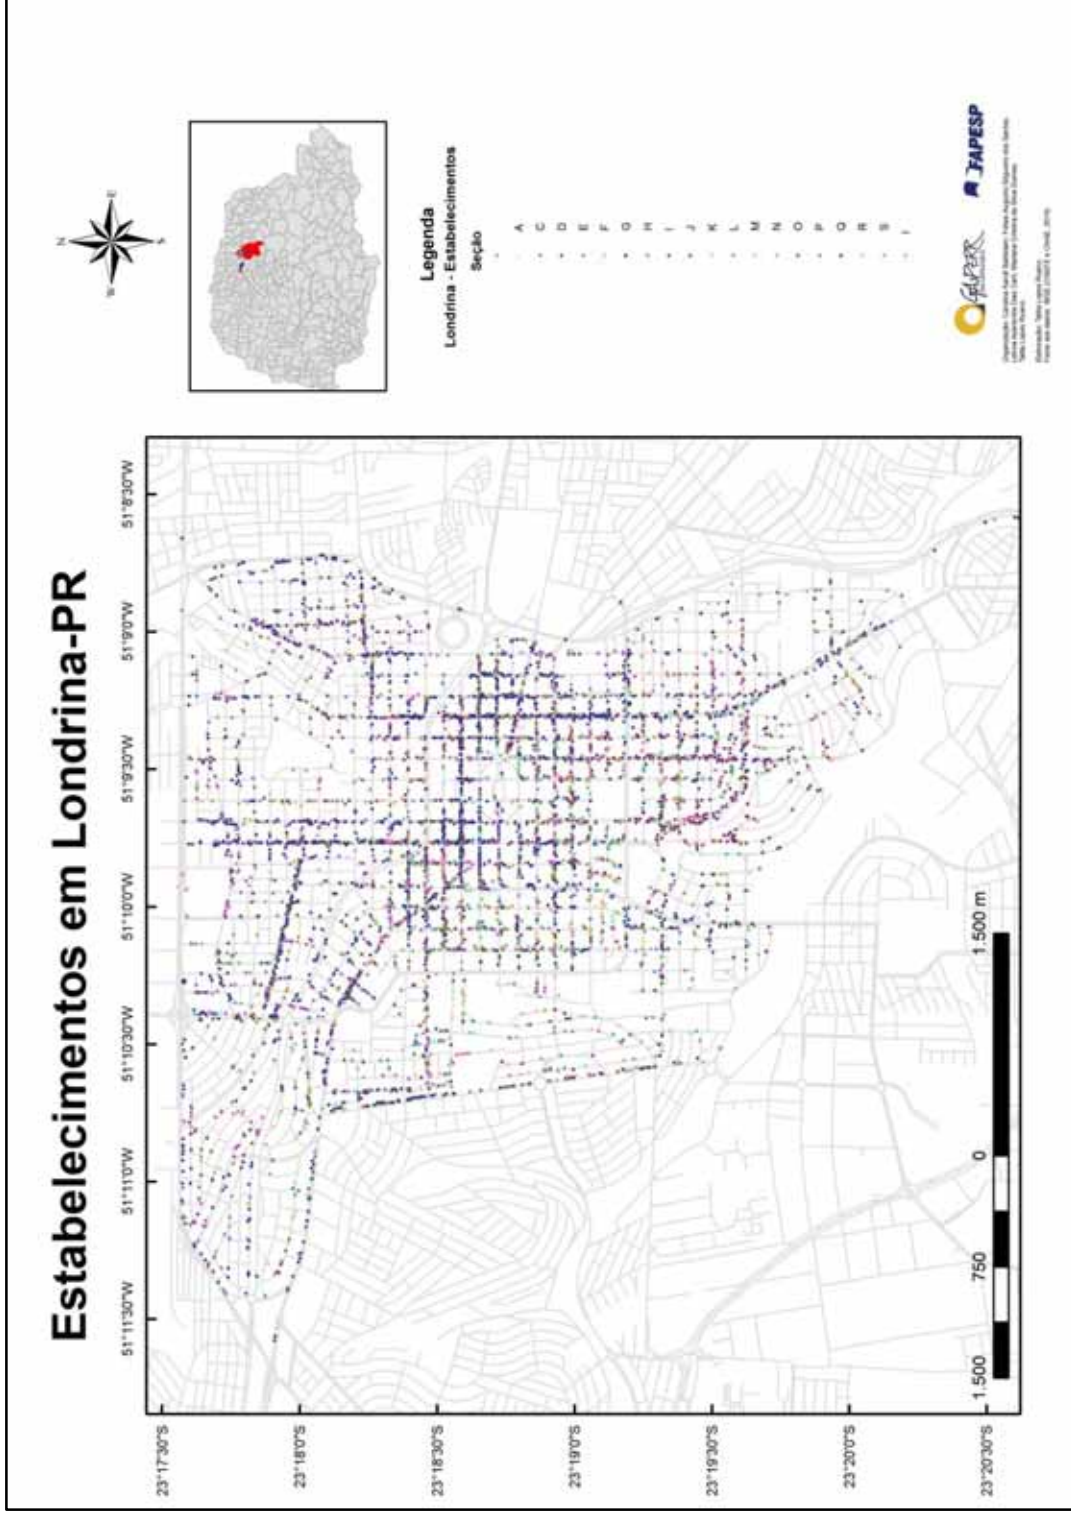 Estabelecimentos em Londrina-PR
51°11'30"W
51°11'0"W
51°10'30"W
51°10'0"W
51°9'30"W
51°9'0"W
51°8'30"W
23°17'30"S
23°18'0"S
23°18'30"S
23°19'0"S
23°19'30"S
23°20'0"S
23°20'30"S
1.500 750 0 1.500 m
N
W E
S
Legenda
Londrina - Estabelecimentos
Seção
A
C
D
E
F
G
H
I
J
K
L
M
N
O
P
Q
R
S
GAsPERR
FAPESP